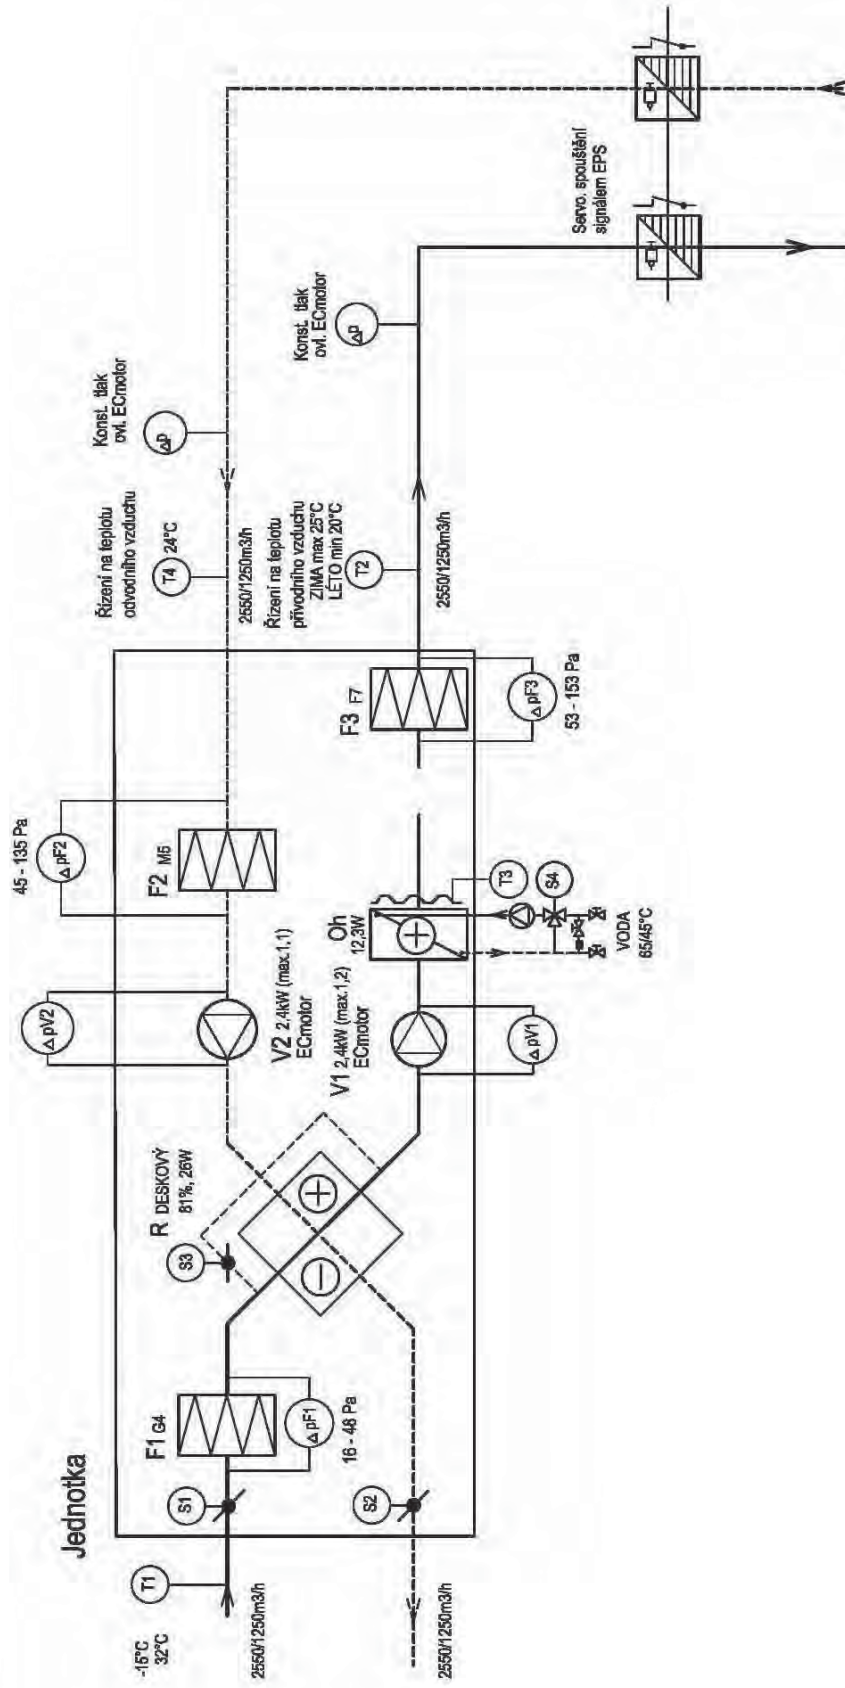 Jednotka
-15°C
32°C
T1
2550/1250m3/h
2550/1250m3/h
S1
S2
F1 G4
ΔpF1
16 - 48 Pa
S3
R DESKOVÝ
81%, 26W
ΔpV2
V2 2,4kW (max.1,1)
ECmotor
V1 2,4kW (max.1,2)
ECmotor
ΔpV1
45 - 135 Pa
ΔpF2
F2 M5
Oh
12,3W
T3
S4
VODA
65/45°C
F3 F7
ΔpF3
53 - 153 Pa
Řízení na teplotu
odvodního vzduchu
T4 24°C
2550/1250m3/h
Řízení na teplotu
přívodního vzduchu
ZIMA max 25°C
LÉTO min 20°C
T2
2550/1250m3/h
Konst. tlak
ovl. ECmotor
Δp
Konst. tlak
ovl. ECmotor
Δp
Servo. spouštění
signálem EPS